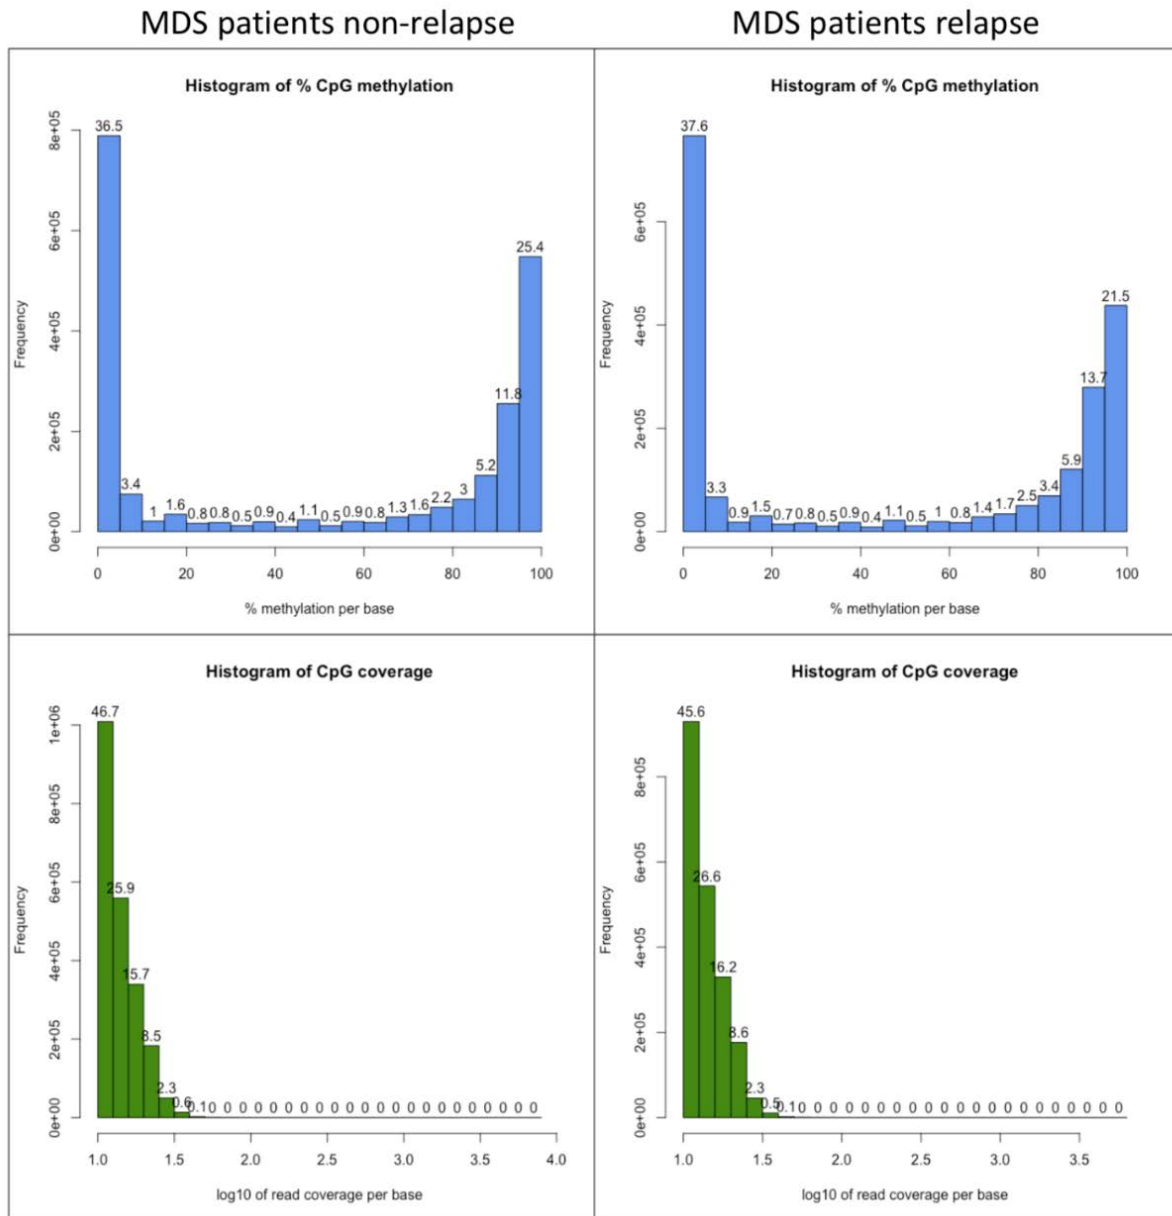 MDS patients non-relapse
MDS patients relapse
Histogram of % CpG methylation
36.5
3.4
1
1.6
0.8
0.8
0.5
0.9
0.4
1.1
0.5
0.9
0.8
1.3
1.6
2.2
3
5.2
11.8
25.4
8e+05
6e+05
4e+05
2e+05
0e+00
Frequency
0 20 40 60 80 100
% methylation per base
Histogram of % CpG methylation
37.6
3.3
0.9
1.5
0.7
0.8
0.5
0.9
0.4
1.1
0.5
1
0.8
1.4
1.7
2.5
3.4
5.9
13.7
21.5
6e+05
4e+05
2e+05
0e+00
Frequency
0 20 40 60 80 100
% methylation per base
Histogram of CpG coverage
46.7
25.9
15.7
8.5
2.3
0.6
0.1
0 0 0 0 0 0 0 0 0 0 0 0 0 0 0 0 0 0 0 0 0 0
1e+06
8e+05
6e+05
4e+05
2e+05
0e+00
Frequency
1.0 1.5 2.0 2.5 3.0 3.5 4.0
log10 of read coverage per base
Histogram of CpG coverage
45.6
26.6
16.2
8.6
2.3
0.5
0.1
0 0 0 0 0 0 0 0 0 0 0 0 0 0 0 0 0 0 0 0 0
8e+05
6e+05
4e+05
2e+05
0e+00
Frequency
1.0 1.5 2.0 2.5 3.0 3.5
log10 of read coverage per base